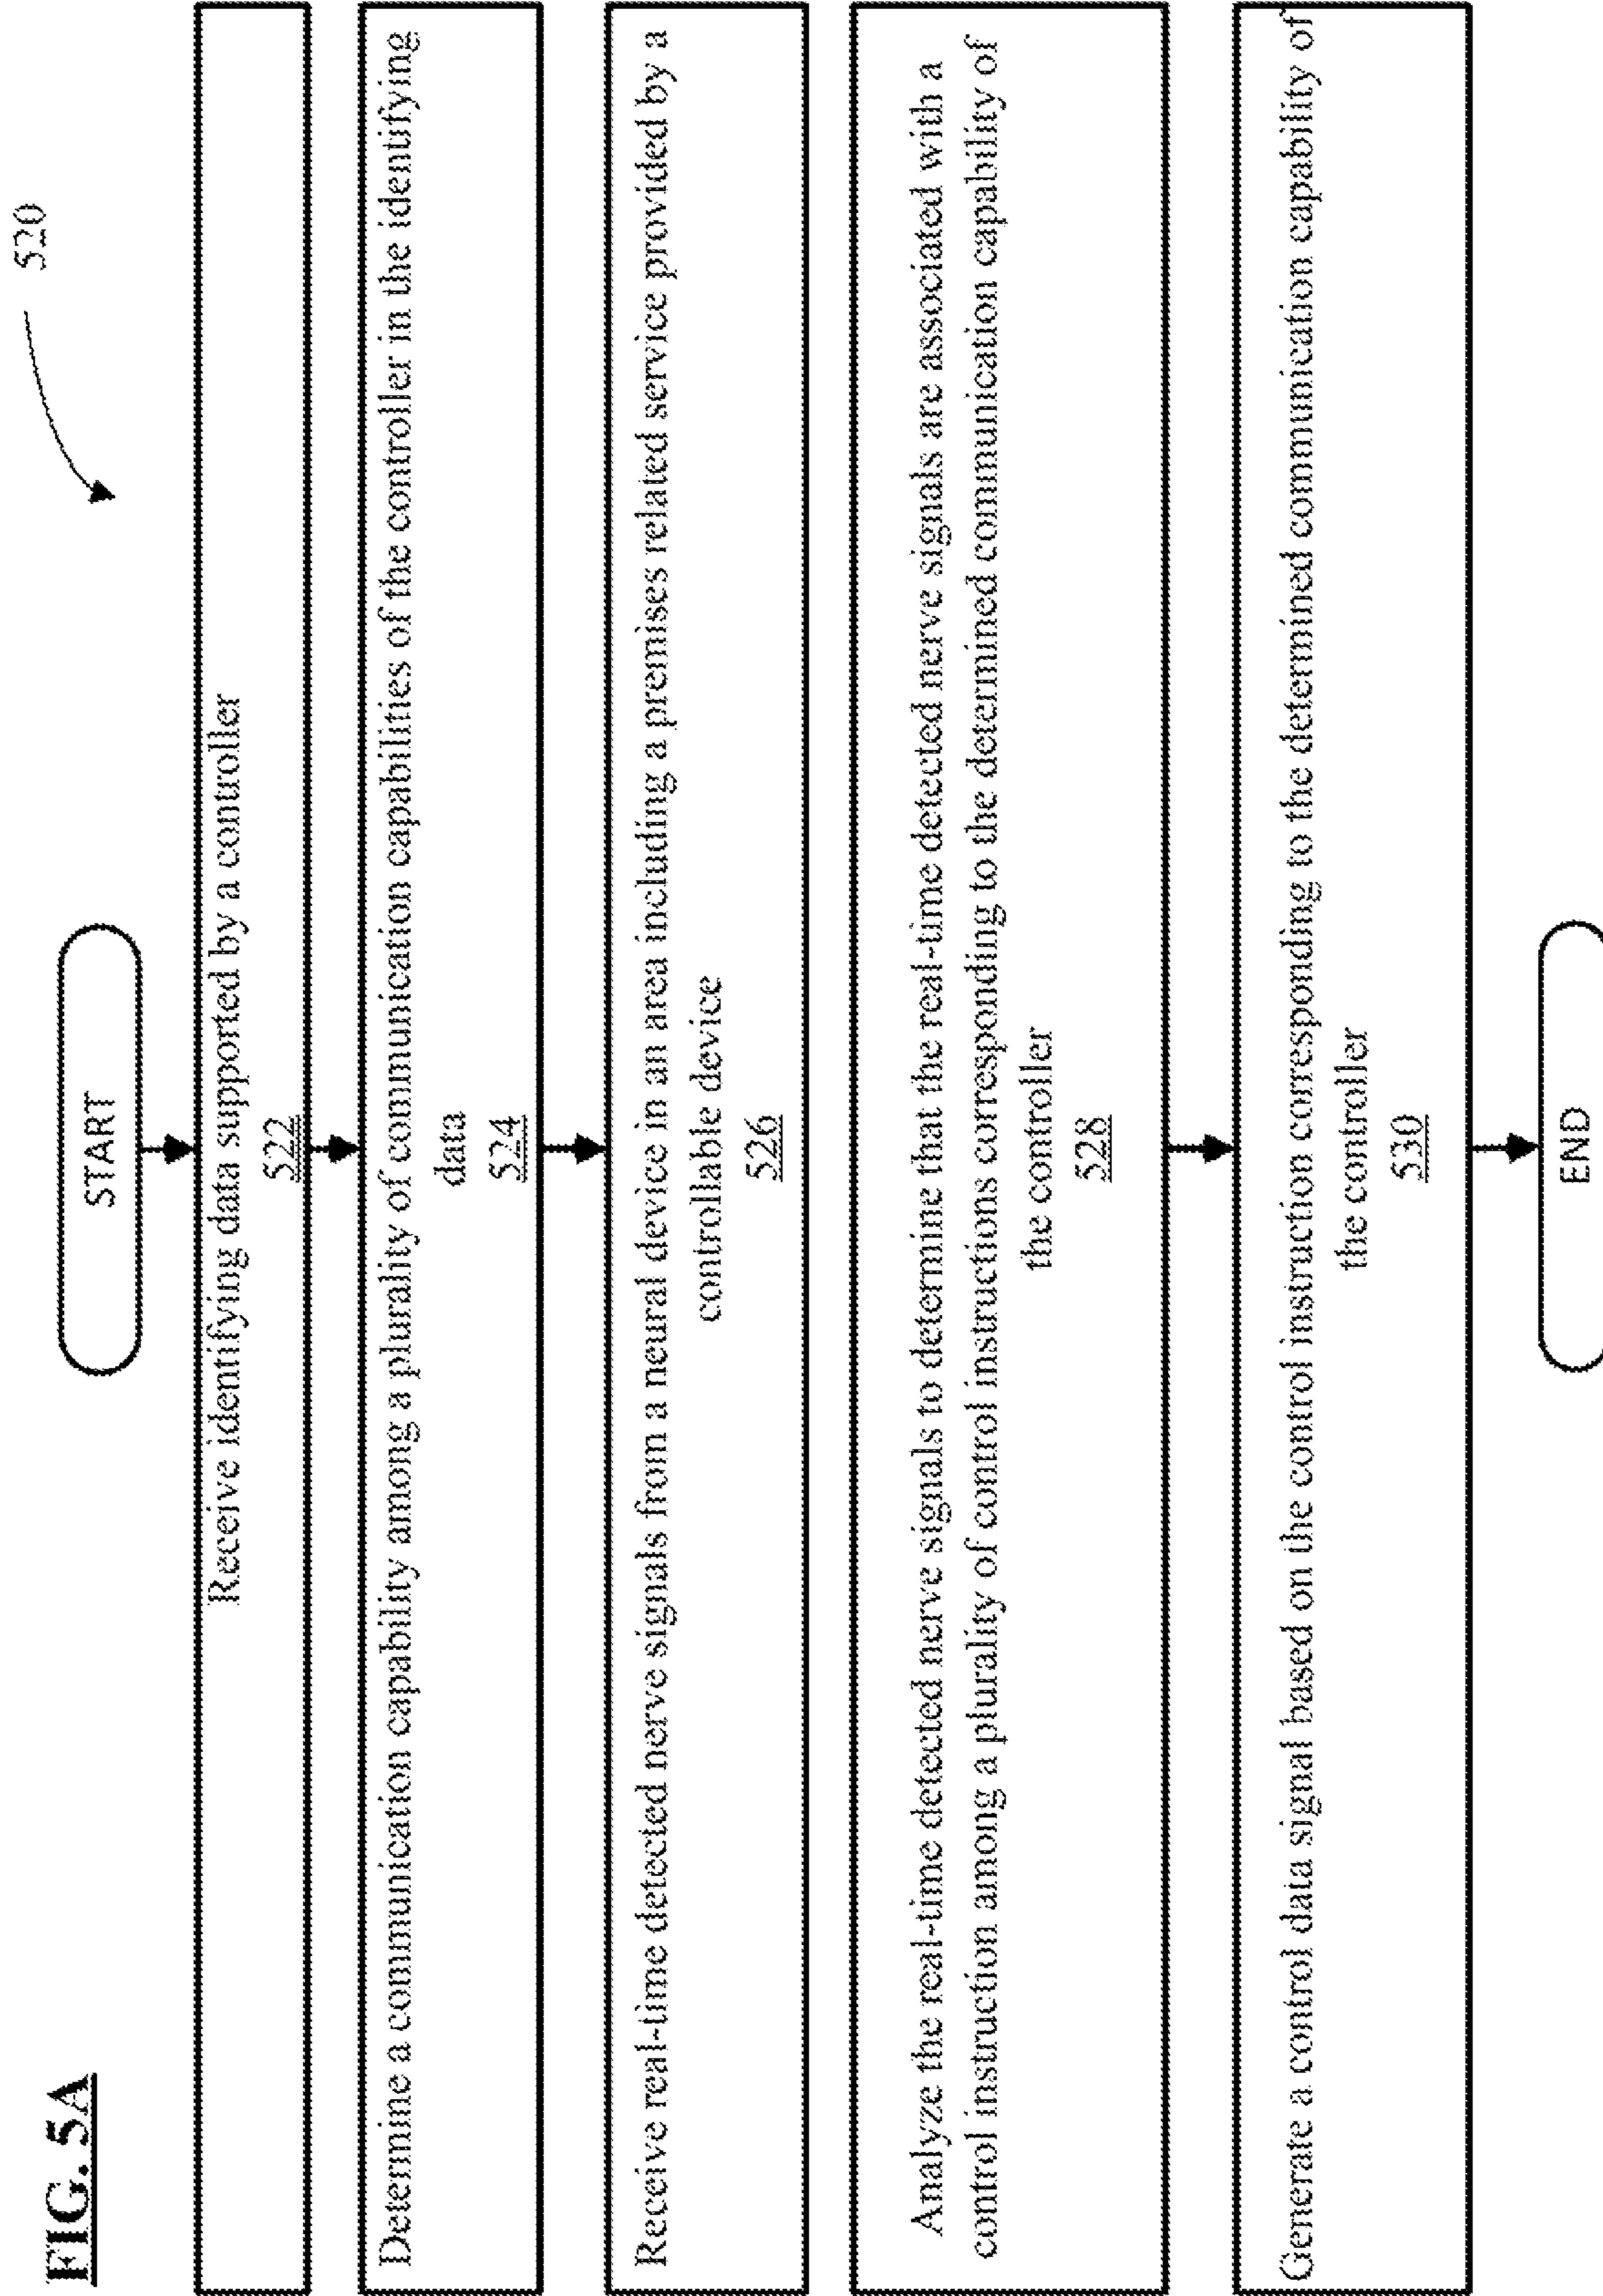 FIG. 5A
520
START
Receive identifying data supported by a controller
522
Determine a communication capability among a plurality of communication capabilities of the controller in the identifying
data
524
Receive real-time detected nerve signals from a neural device in an area including a premises related service provided by a
controllable device
526
Analyze the real-time detected nerve signals to determine that the real-time detected nerve signals are associated with a
control instruction among a plurality of control instructions corresponding to the determined communication capability of
the controller
528
Generate a control data signal based on the control instruction corresponding to the determined communication capability of
the controller
530
END